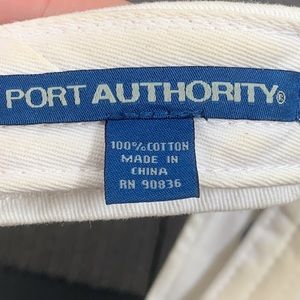 PORT AUTHORITY®
100% COTTON
MADE IN
CHINA
RN 90836